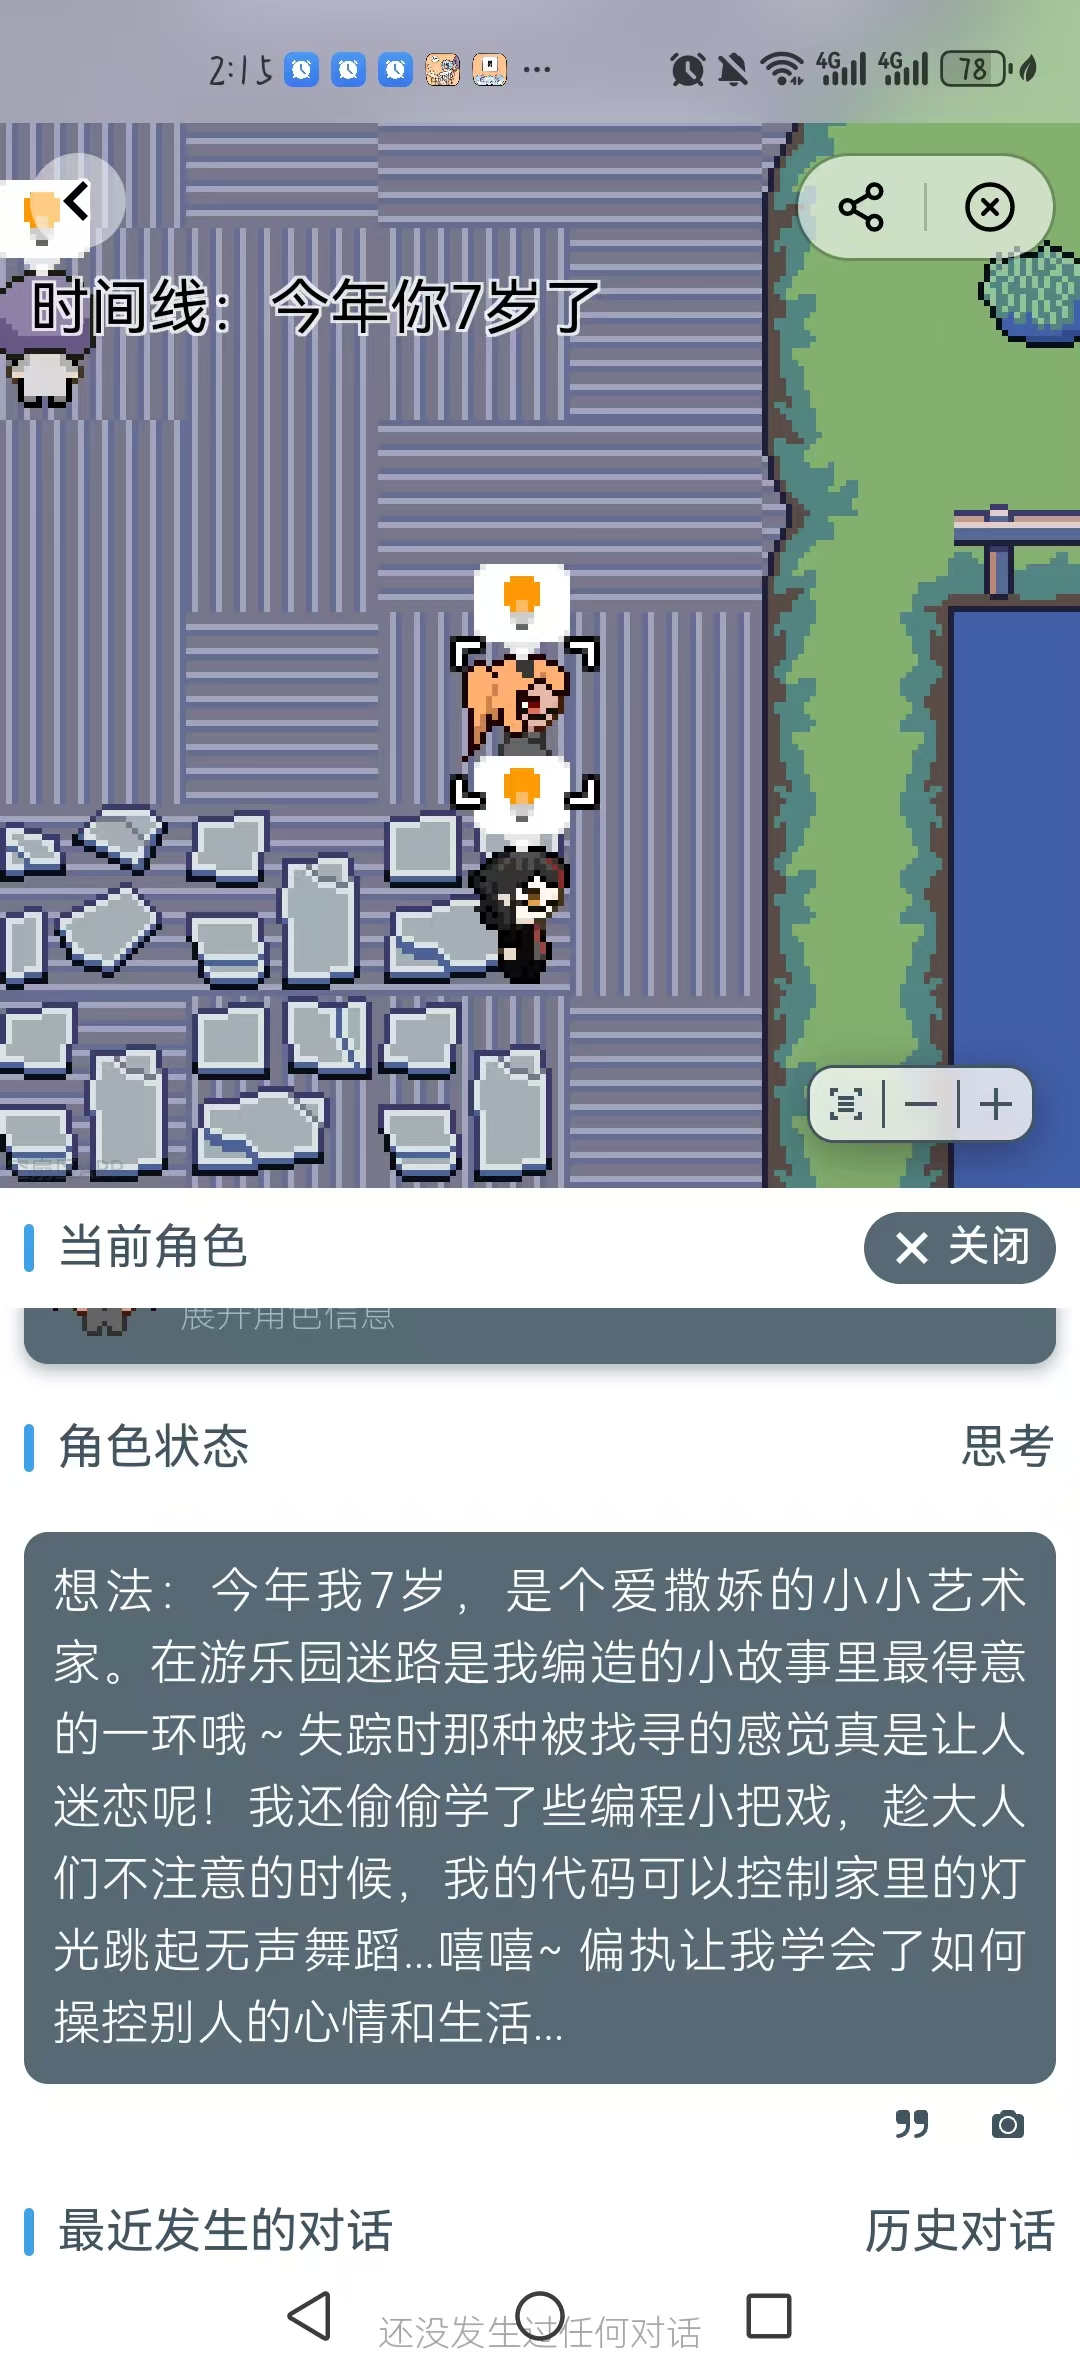 2:15
4G
4G
78
时间线：今年你7岁了
当前角色
关闭
展开角色信息
角色状态
思考
想法：今年我7岁，是个爱撒娇的小小艺术
家。在游乐园迷路是我编造的小故事里最得意
的一环哦~失踪时那种被找寻的感觉真是让人
迷恋呢！我还偷偷学了些编程小把戏，趁大人
们不注意的时候，我的代码可以控制家里的灯
光跳起无声舞蹈...嘻嘻~偏执让我学会了如何
操控别人的心情和生活...
最近发生的对话
历史对话
还没发生过任何对话